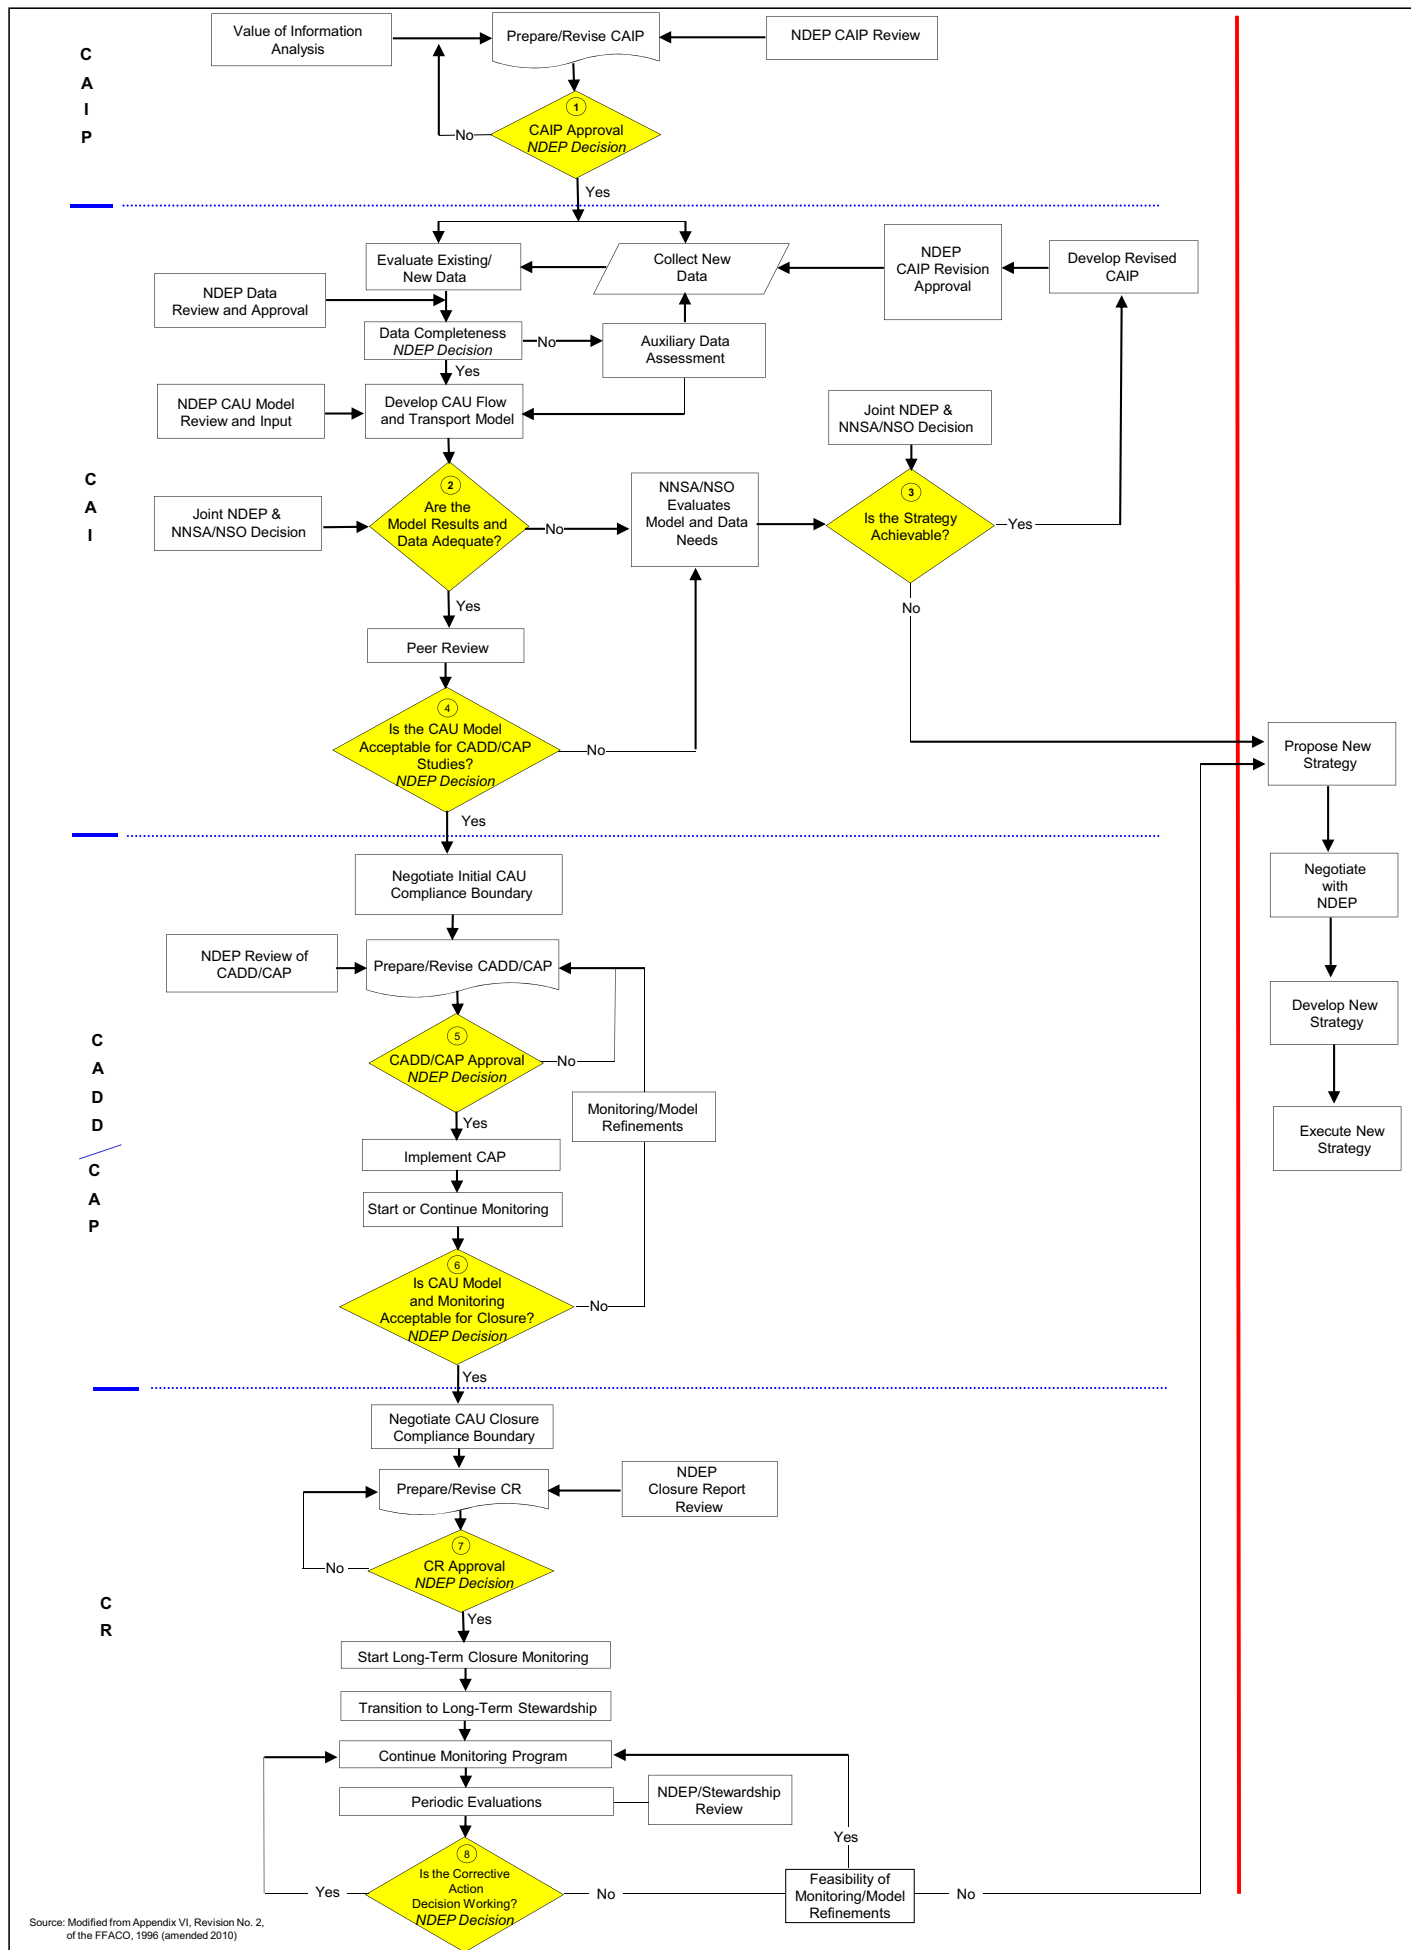 C
A
I
P
Value of Information
Analysis
Prepare/Revise CAIP
NDEP CAIP Review
1
CAIP Approval
NDEP Decision
No
Yes
C
A
I
Evaluate Existing/
New Data
Collect New
Data
NDEP
CAIP Revision
Approval
Develop Revised
CAIP
NDEP Data
Review and Approval
Data Completeness
NDEP Decision
No
Auxiliary Data
Assessment
Yes
NDEP CAU Model
Review and Input
Develop CAU Flow
and Transport Model
Joint NDEP &
NNSA/NSO Decision
2
Are the
Model Results and
Data Adequate?
Joint NDEP &
NNSA/NSO Decision
No
NNSA/NSO
Evaluates
Model and Data
Needs
3
Is the Strategy
Achievable?
Yes
No
Yes
Peer Review
4
Is the CAU Model
Acceptable for CADD/CAP
Studies?
NDEP Decision
No
Yes
Propose New
Strategy
Negotiate
with
NDEP
Develop New
Strategy
Execute New
Strategy
C
A
D
D
C
A
P
Negotiate Initial CAU
Compliance Boundary
NDEP Review of
CADD/CAP
Prepare/Revise CADD/CAP
5
CADD/CAP Approval
NDEP Decision
No
Yes
Monitoring/Model
Refinements
Implement CAP
Start or Continue Monitoring
6
Is CAU Model
and Monitoring
Acceptable for Closure?
NDEP Decision
No
Yes
C
R
Negotiate CAU Closure
Compliance Boundary
Prepare/Revise CR
NDEP
Closure Report
Review
7
CR Approval
NDEP Decision
No
Yes
Start Long-Term Closure Monitoring
Transition to Long-Term Stewardship
Continue Monitoring Program
Periodic Evaluations
NDEP/Stewardship
Review
8
Is the Corrective
Action
Decision Working?
NDEP Decision
Yes
No
Yes
Feasibility of
Monitoring/Model
Refinements
No
Source: Modified from Appendix VI, Revision No. 2,
of the FFACO, 1996 (amended 2010)